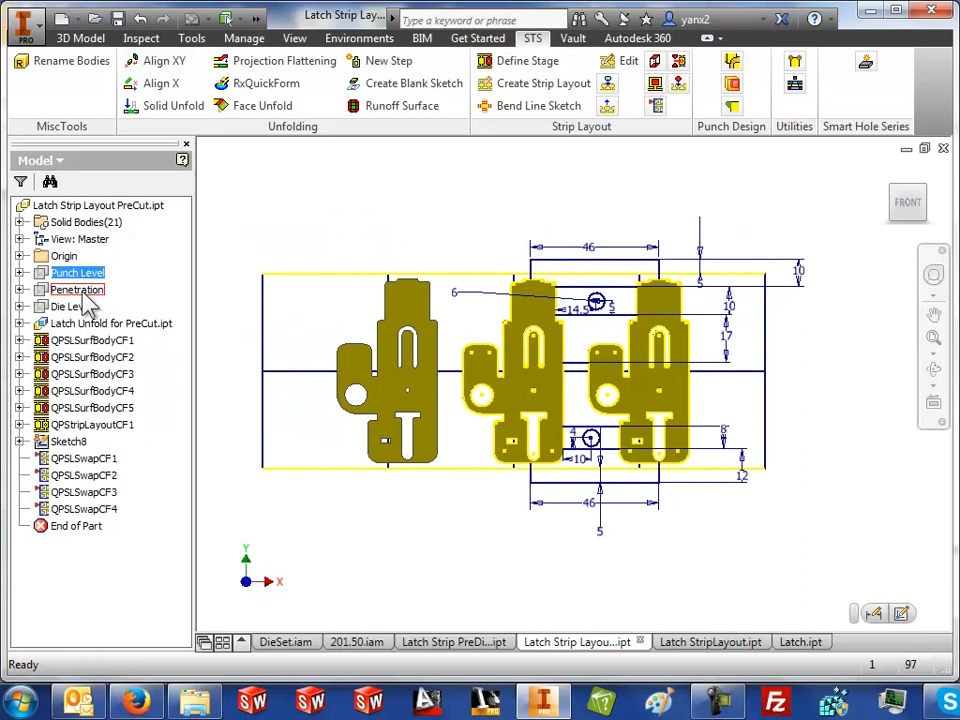 Latch Strip Lay...
Type a keyword or phrase
yanx2
PRO
3D Model
Inspect
Tools
Manage
View
Environments
BIM
Get Started
STS
Vault
Autodesk 360
Rename Bodies
Align XY
Projection Flattening
New Step
Define Stage
Edit
Align X
RxQuickForm
Create Blank Sketch
Create Strip Layout
Solid Unfold
Face Unfold
Runoff Surface
Bend Line Sketch
MiscTools
Unfolding
Strip Layout
Punch Design
Utilities
Smart Hole Series
Model
Latch Strip Layout PreCut.ipt
Solid Bodies(21)
View: Master
Origin
Punch Level
Penetration
Die Lev
Latch Unfold for PreCut.ipt
QPSLSurfBodyCF1
QPSLSurfBodyCF2
QPSLSurfBodyCF3
QPSLSurfBodyCF4
QPSLSurfBodyCF5
QPStripLayoutCF1
Sketch8
QPSLSwapCF1
QPSLSwapCF2
QPSLSwapCF3
QPSLSwapCF4
End of Part
FRONT
46
10
5
6
14.5
5
10
17
4
8
10
12
46
5
Y
X
DieSet.iam
201.50.iam
Latch Strip PreDi...ipt
Latch Strip Layou...ipt
Latch StripLayout.ipt
Latch.ipt
Ready
1
97